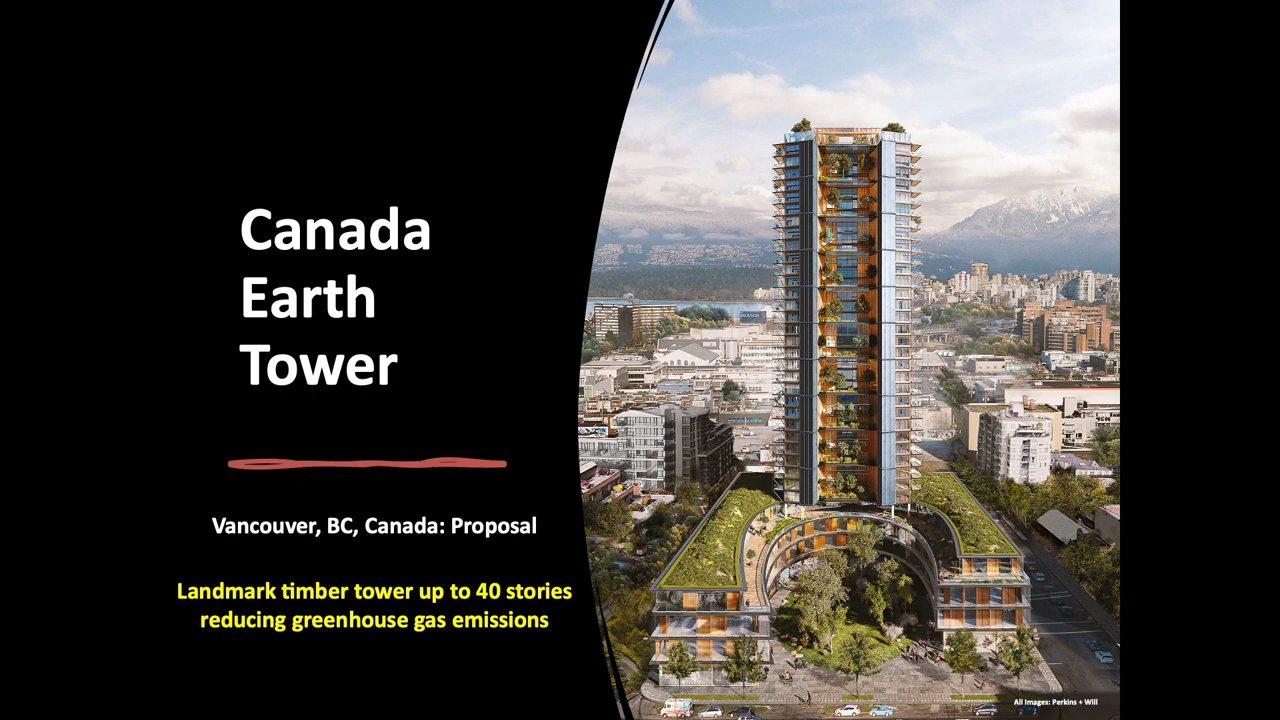 Canada
Earth
Tower
Vancouver, BC, Canada: Proposal
Landmark timber tower up to 40 stories
reducing greenhouse gas emissions
All Images: Perkins + Will